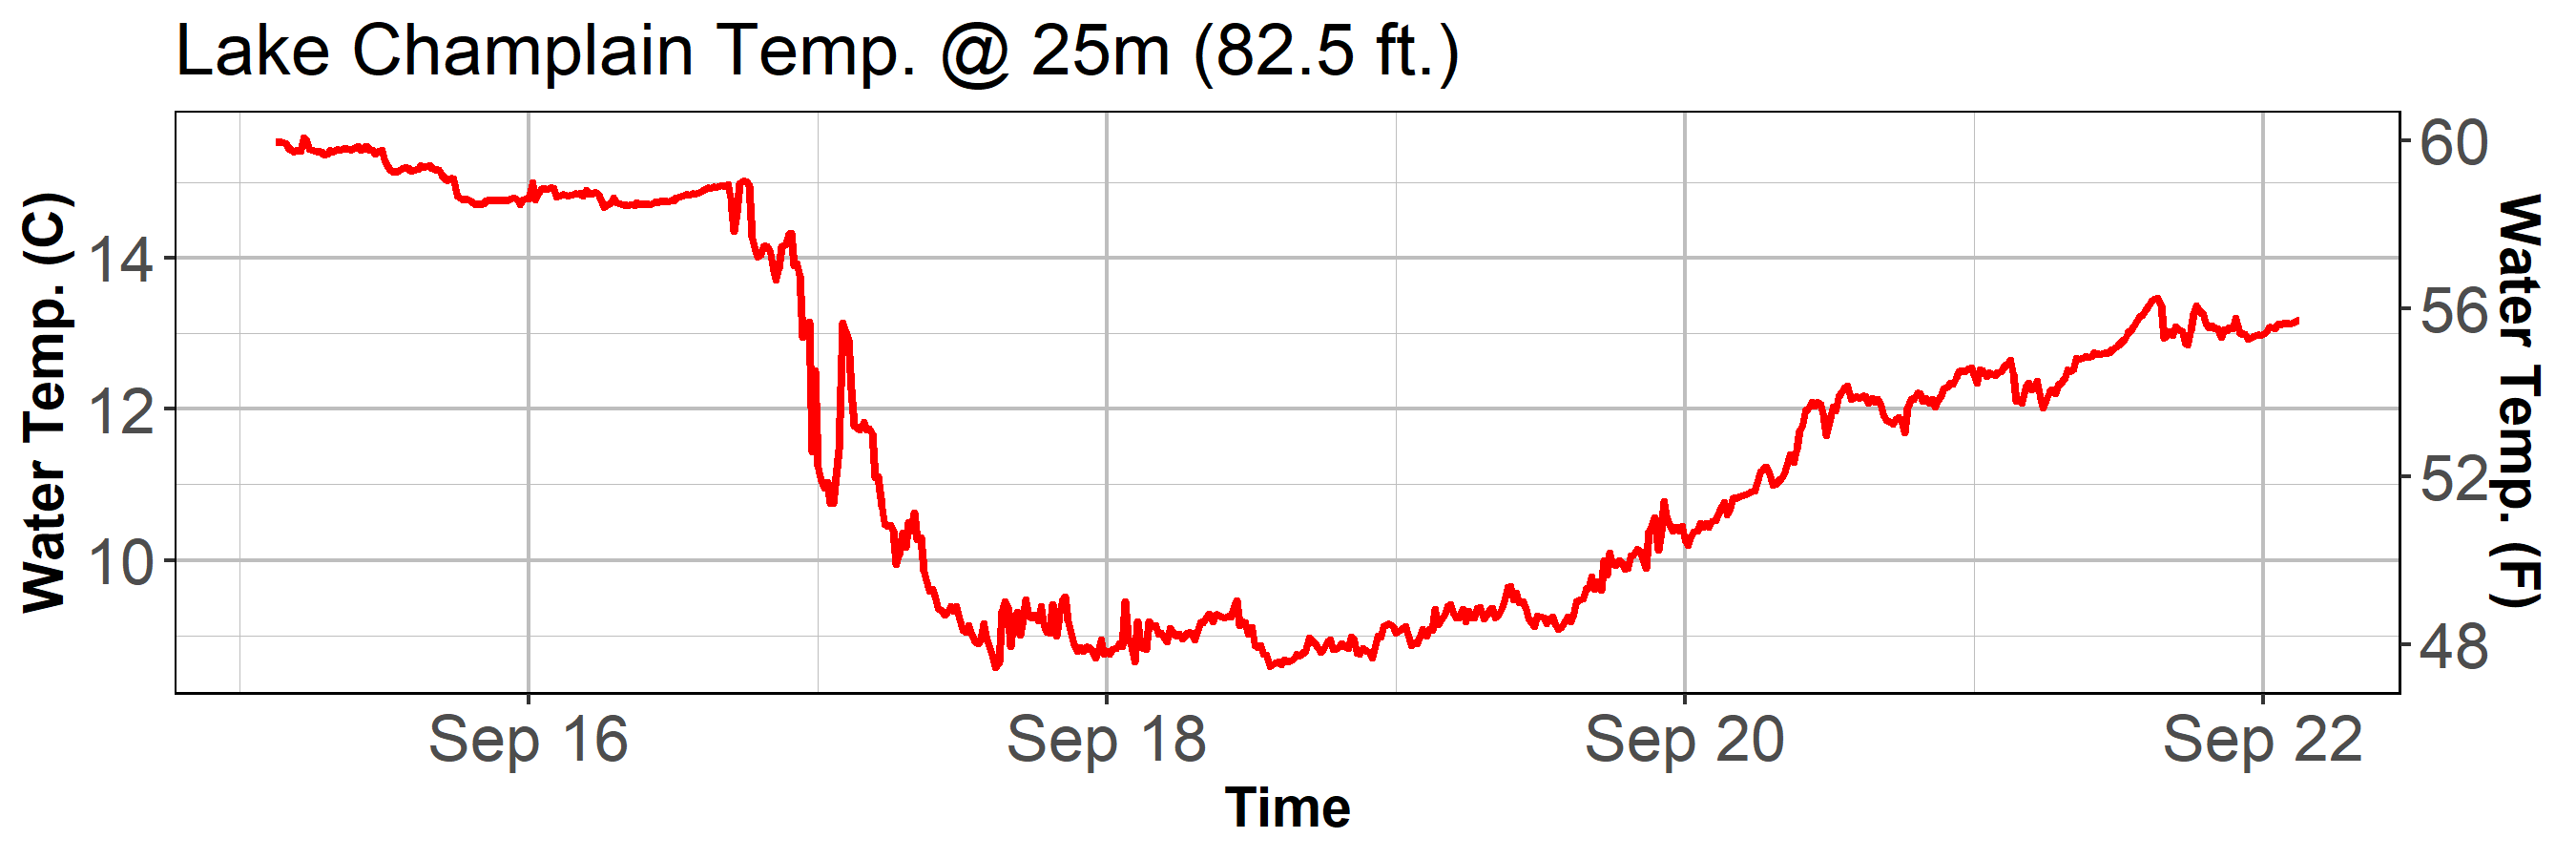 Lake Champlain Temp. @ 25m (82.5 ft.)
Water Temp. (C)
14
12
10
60
56
52
48
Water Temp. (F)
Sep 16
Sep 18
Sep 20
Sep 22
Time